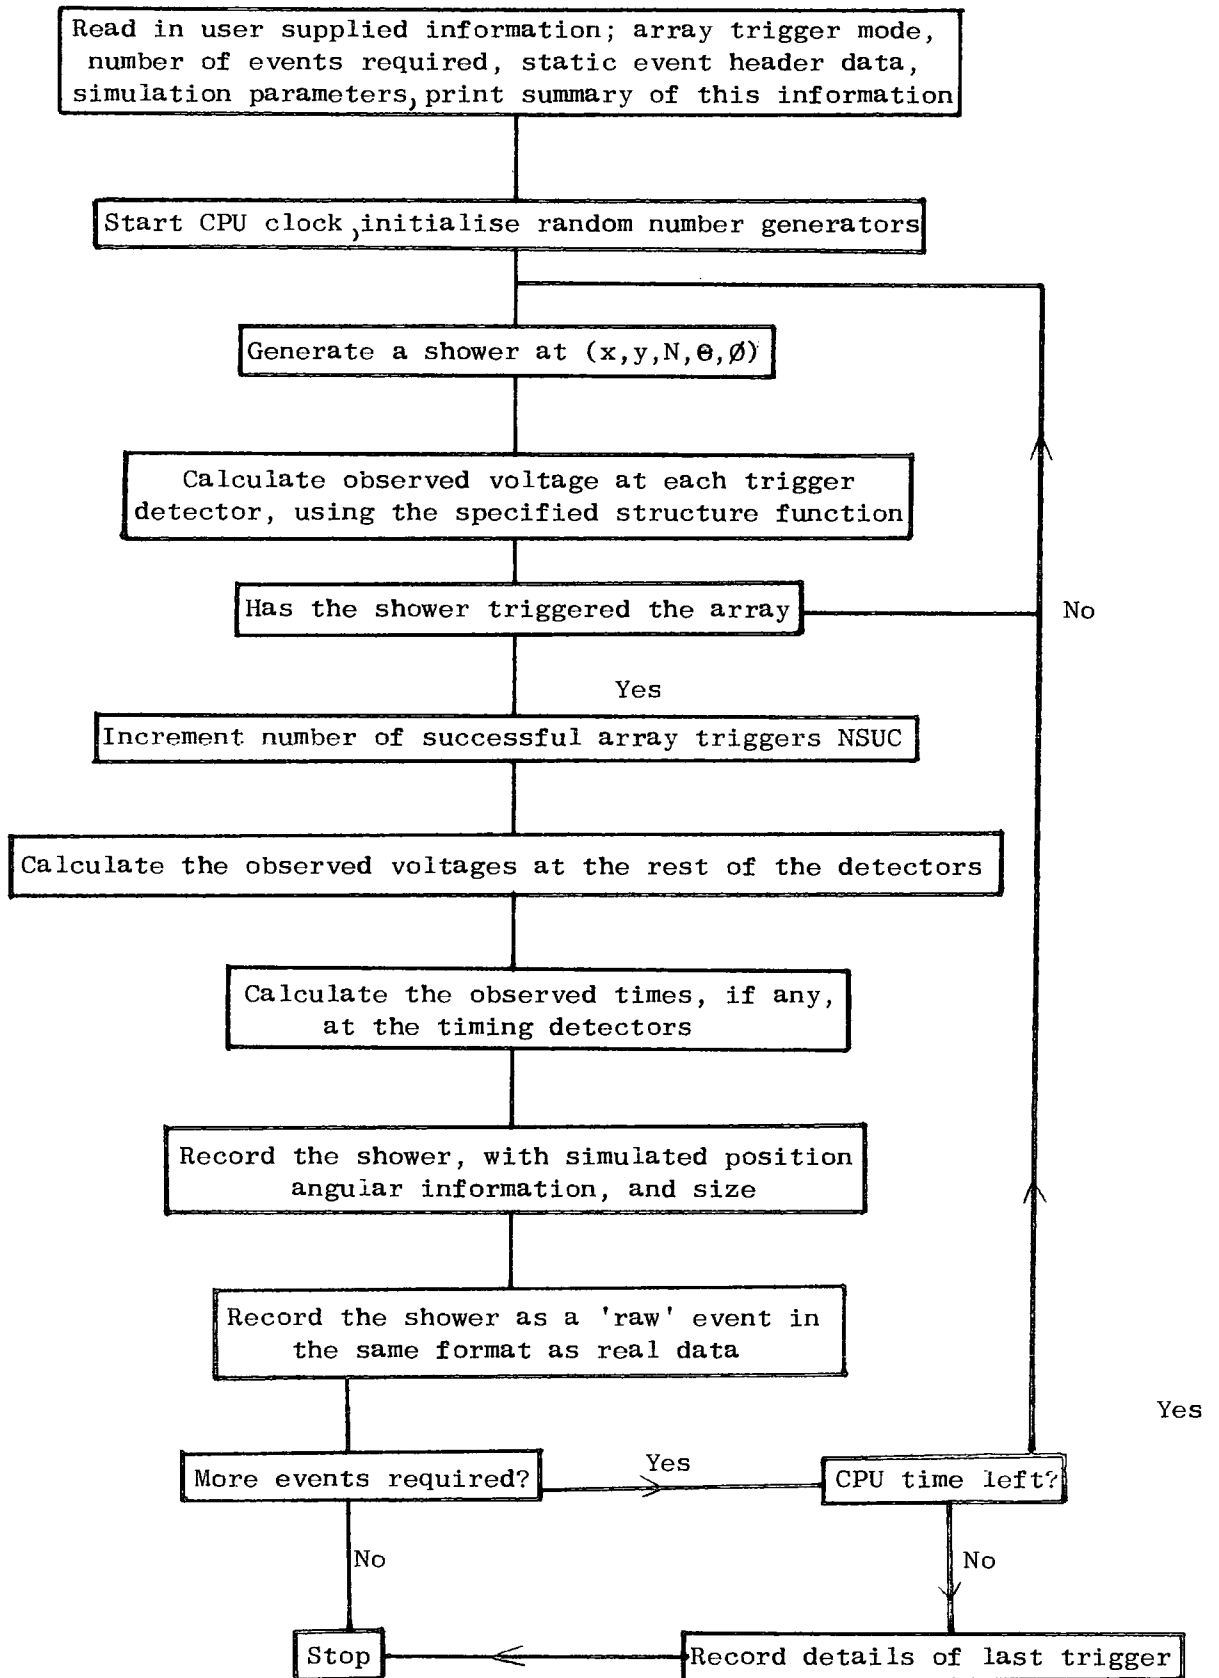 Read in user supplied information; array trigger mode,
number of events required, static event header data,
simulation parameters, print summary of this information
Start CPU clock, initialise random number generators
Generate a shower at (x,y,N,Θ,Ø)
Calculate observed voltage at each trigger
detector, using the specified structure function
Has the shower triggered the array
No
Yes
Increment number of successful array triggers NSUC
Calculate the observed voltages at the rest of the detectors
Calculate the observed times, if any,
at the timing detectors
Record the shower, with simulated position
angular information, and size
Record the shower as a 'raw' event in
the same format as real data
Yes
More events required?
Yes
CPU time left?
No
No
Stop
Record details of last trigger